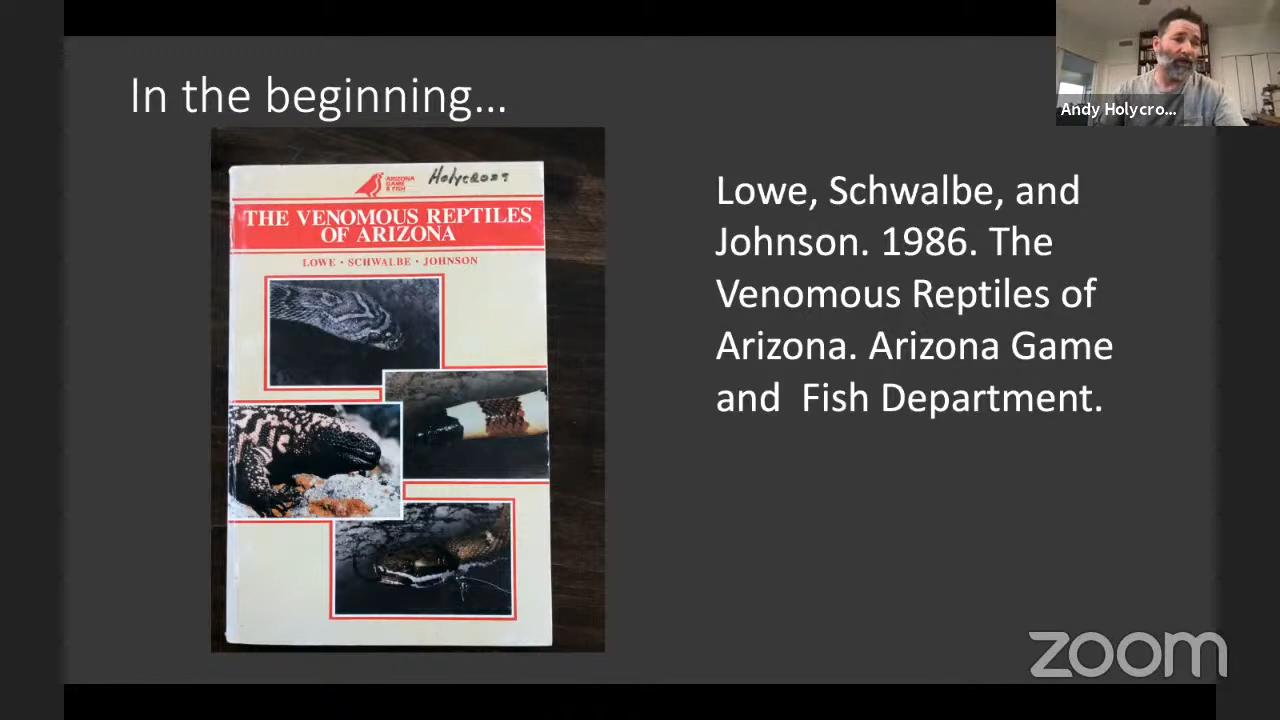 In the beginning...
Andy Holycro...
ARIZONA
GAME
& FISH
Holycross
THE VENOMOUS REPTILES
OF ARIZONA
LOWE · SCHWALBE · JOHNSON
Lowe, Schwalbe, and
Johnson. 1986. The
Venomous Reptiles of
Arizona. Arizona Game
and  Fish Department.
zoom